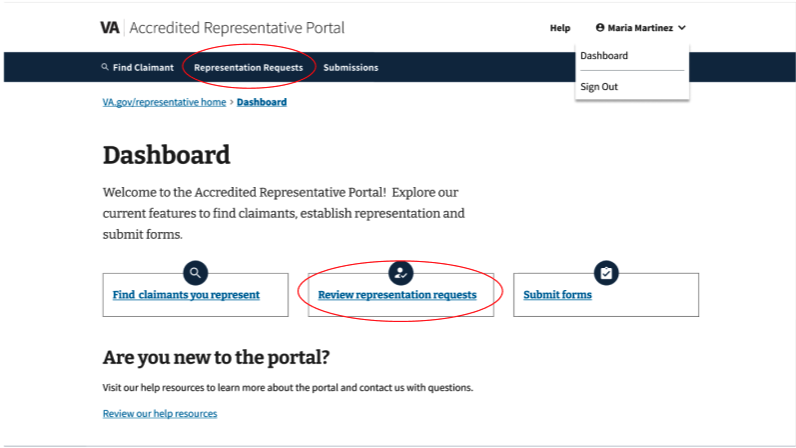 VA Accredited Representative Portal
Help
Maria Martinez
Dashboard
Sign Out
Find Claimant
Representation Requests
Submissions
VA.gov/representative home > Dashboard
Dashboard
Welcome to the Accredited Representative Portal! Explore our
current features to find claimants, establish representation and
submit forms.
Find claimants you represent
Review representation requests
Submit forms
Are you new to the portal?
Visit our help resources to learn more about the portal and contact us with questions.
Review our help resources